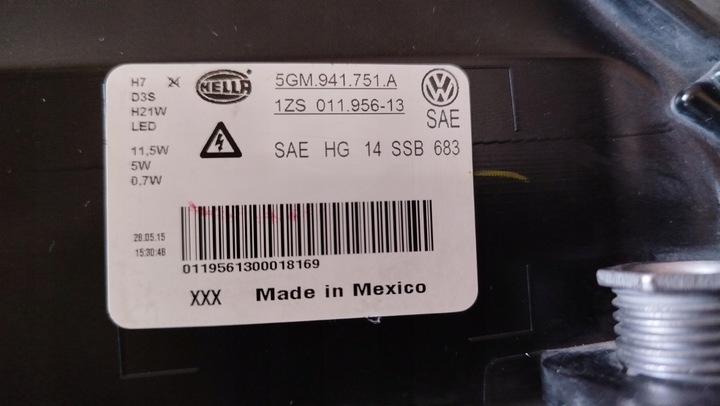 H7
D3S
H21W
LED
11,5W
5W
0,7W
HELLA
5GM.941.751.A
1ZS 011.956-13
SAE
SAE HG 14 SSB 683
28.05.15
15:30:48
0119561300018169
XXX Made in Mexico